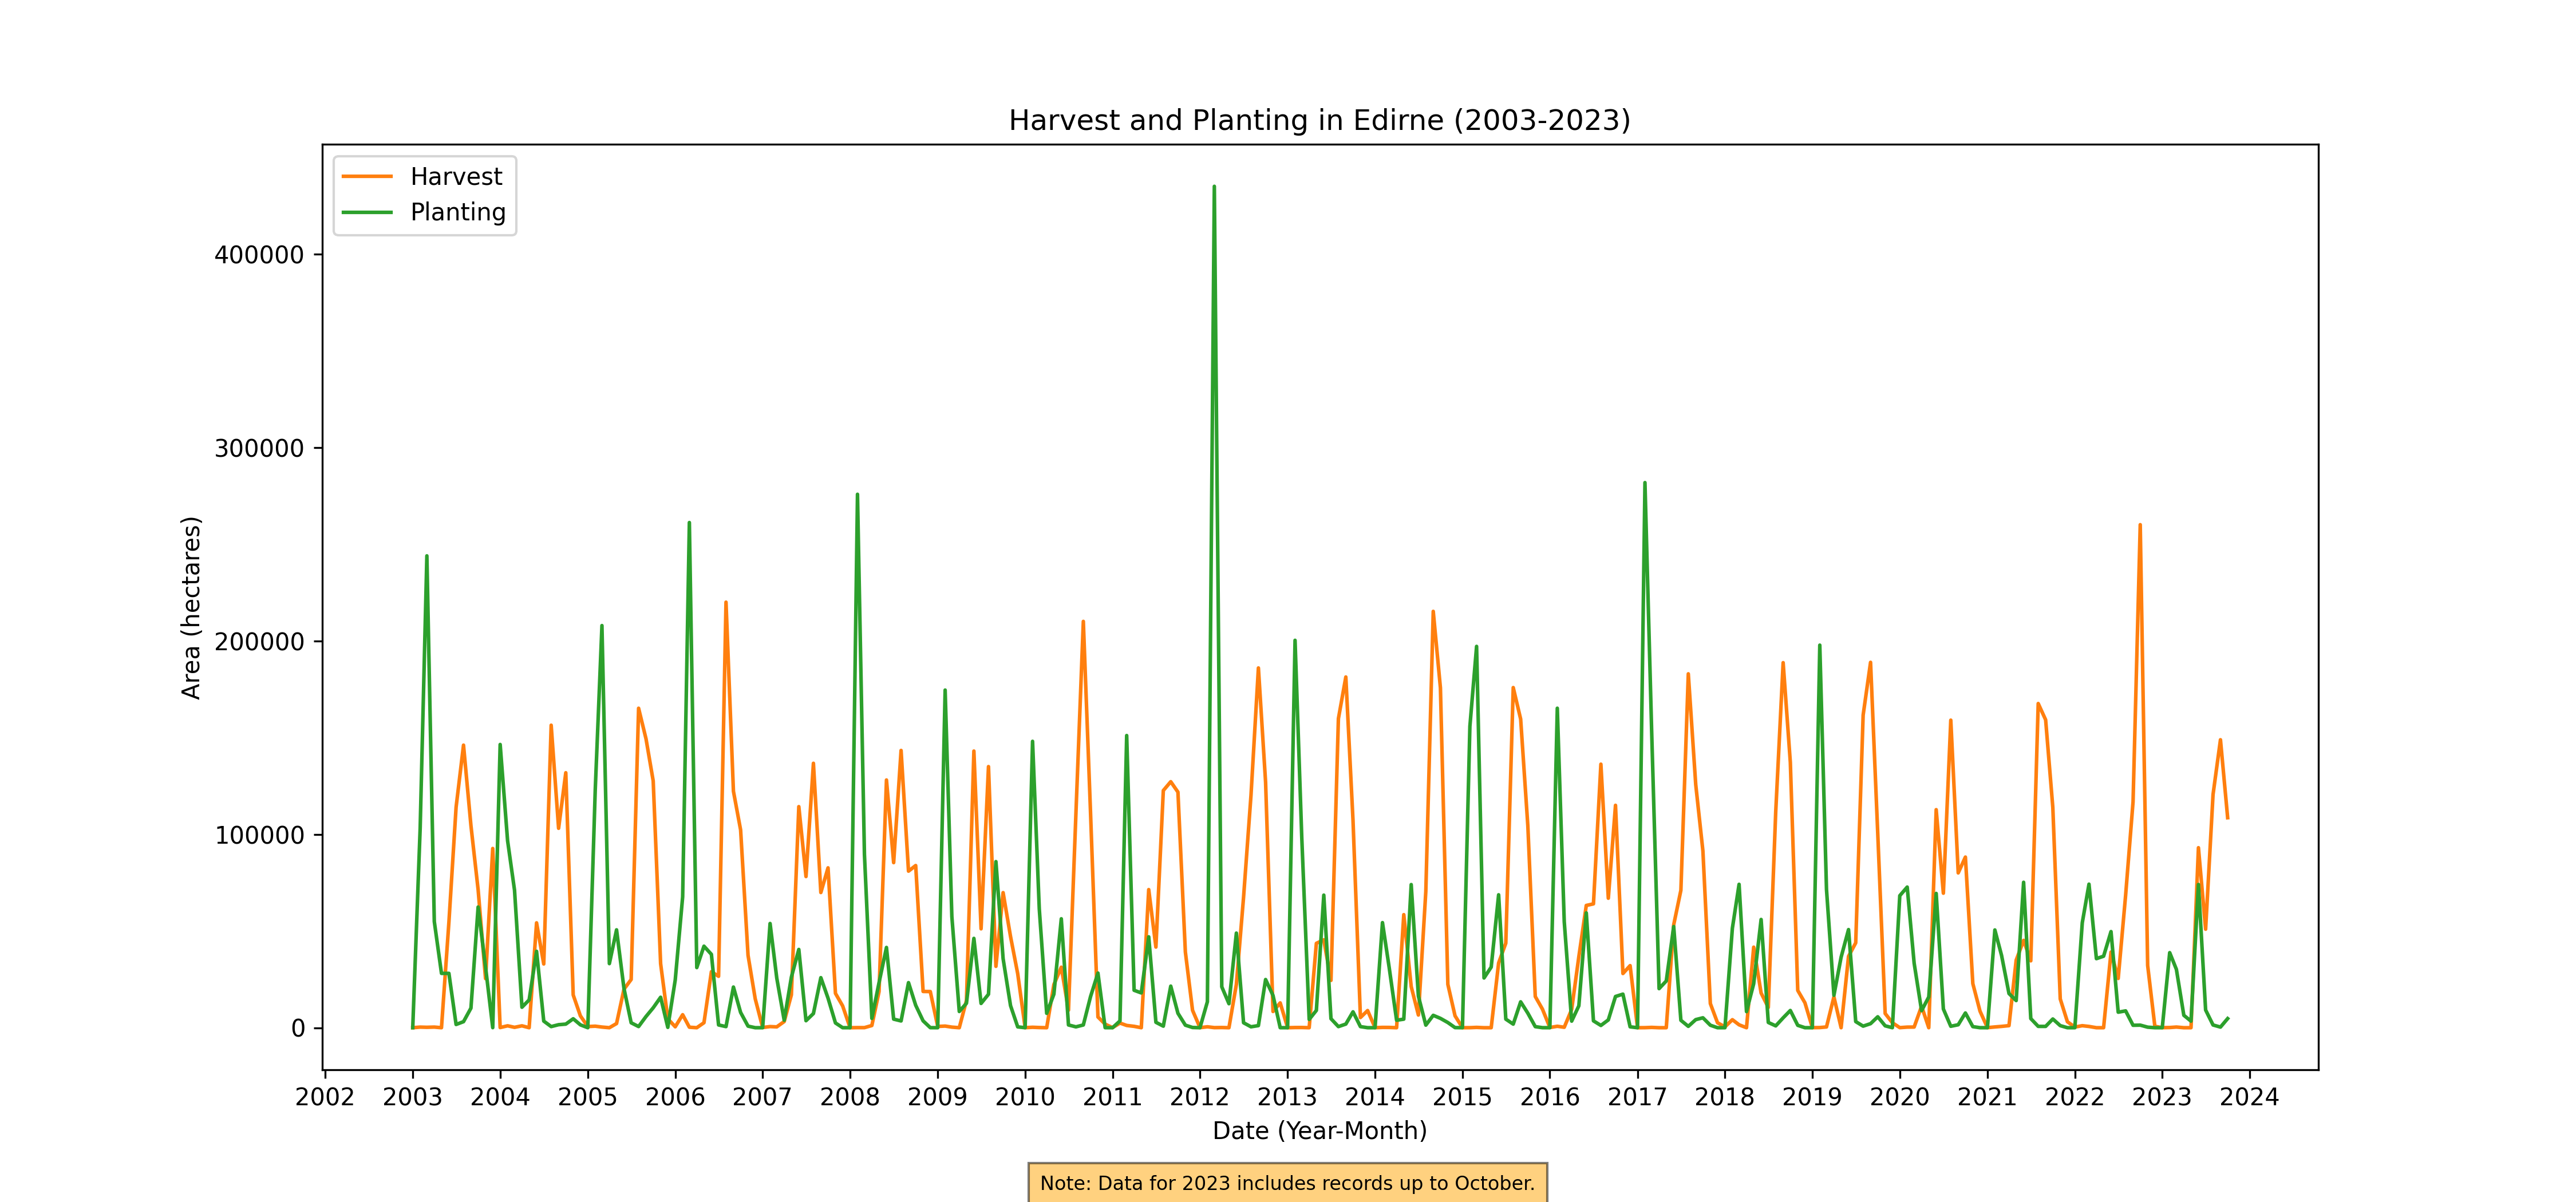 Harvest and Planting in Edirne (2003-2023)
Harvest
Planting
400000
300000
200000
100000
0
Area (hectares)
2002 2003 2004 2005 2006 2007 2008 2009 2010 2011 2012 2013 2014 2015 2016 2017 2018 2019 2020 2021 2022 2023 2024
Date (Year-Month)
Note: Data for 2023 includes records up to October.